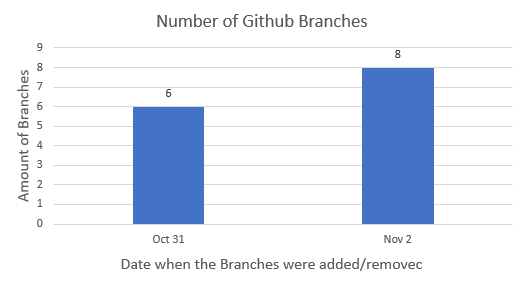 Number of Github Branches
Amount of Branches
9
8
7
6
5
4
3
2
1
0
6
8
Oct 31
Nov 2
Date when the Branches were added/removec